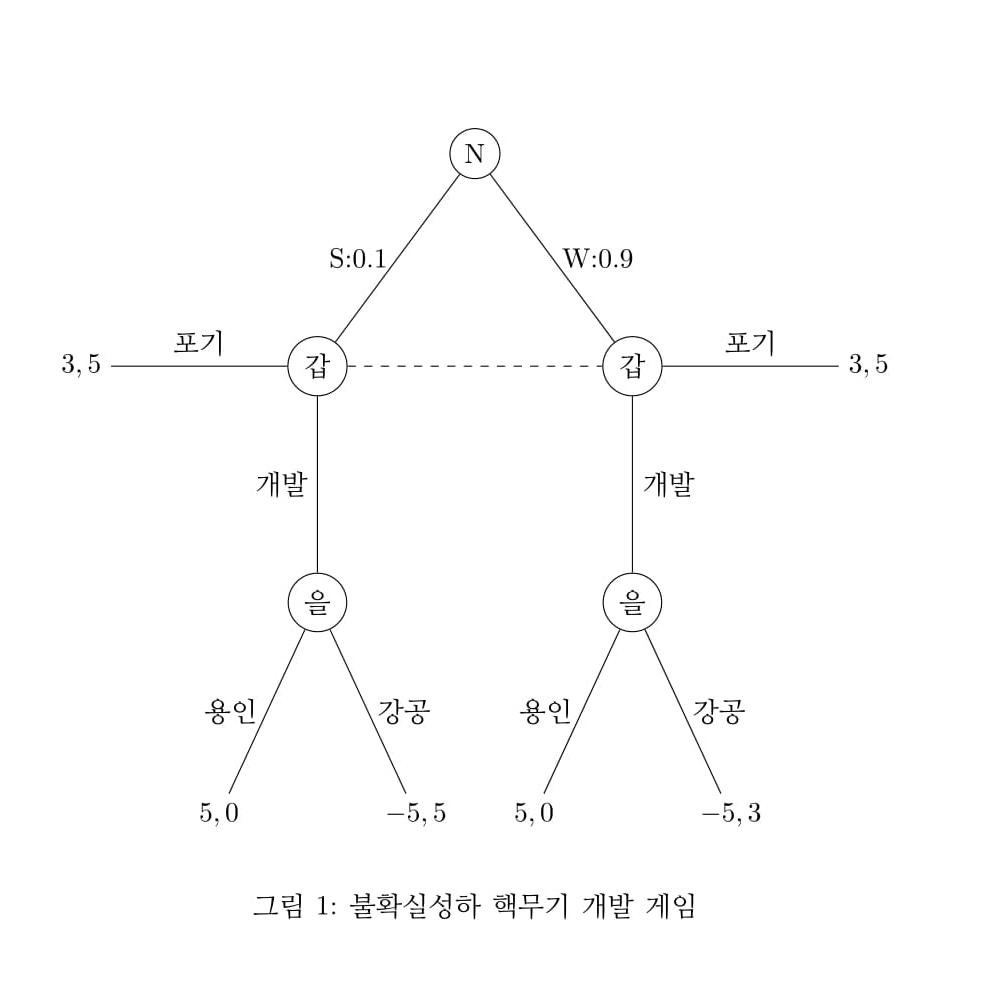 N
S:0.1
W:0.9
3, 5
포기
갑
갑
포기
3, 5
개발
개발
을
을
용인
강공
용인
강공
5, 0
−5, 5
5, 0
−5, 3
그림 1: 불확실성하 핵무기 개발 게임